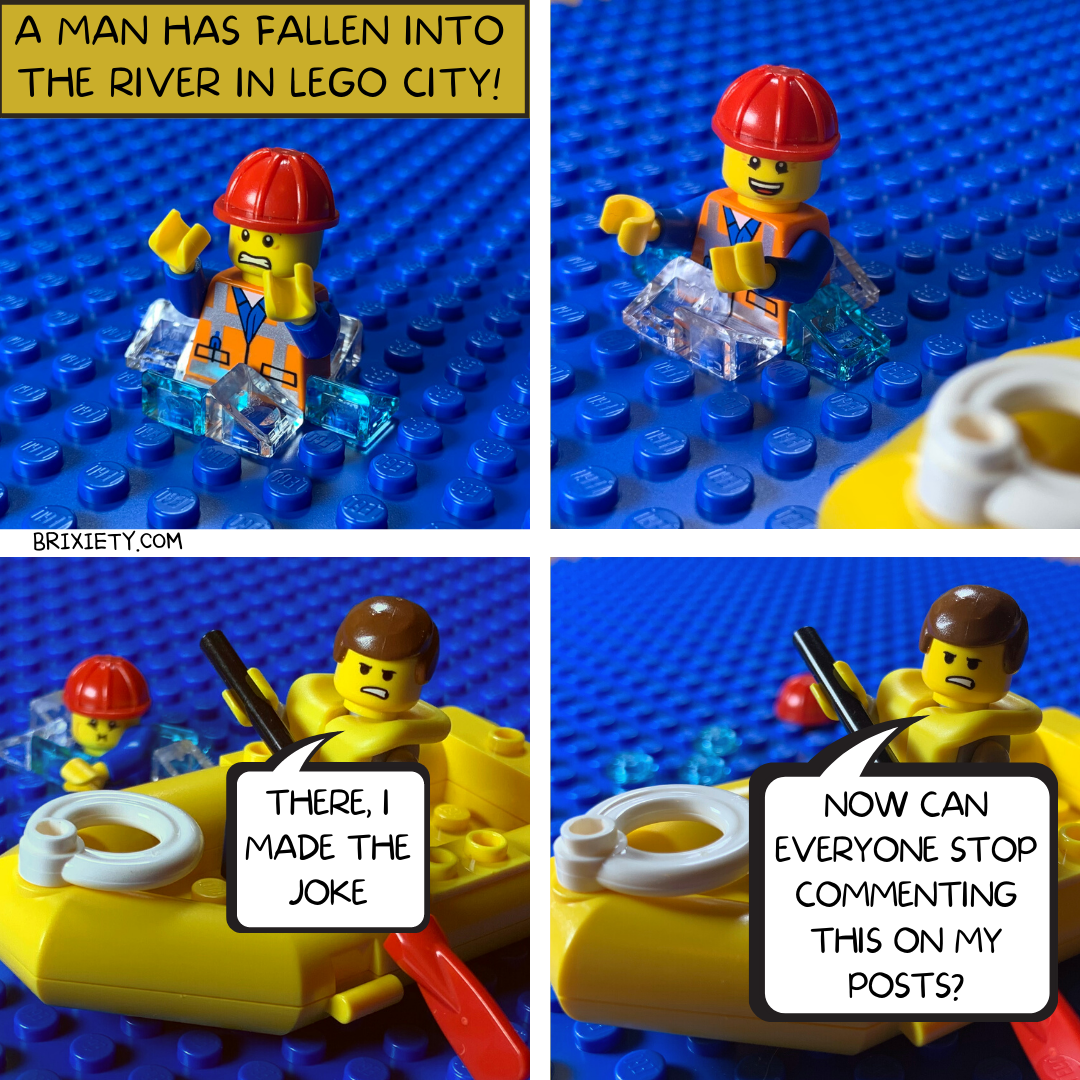 A MAN HAS FALLEN INTO
THE RIVER IN LEGO CITY!
BRIXIETY.COM
THERE, I
MADE THE
JOKE
NOW CAN
EVERYONE STOP
COMMENTING
THIS ON MY
POSTS?